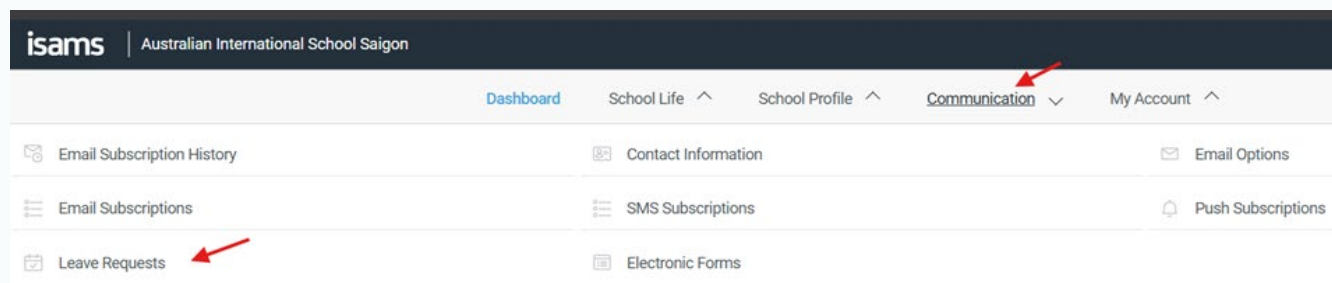 isams | Australian International School Saigon
Dashboard School Life School Profile Communication My Account
Email Subscription History Contact Information Email Options
Email Subscriptions SMS Subscriptions Push Subscriptions
Leave Requests Electronic Forms